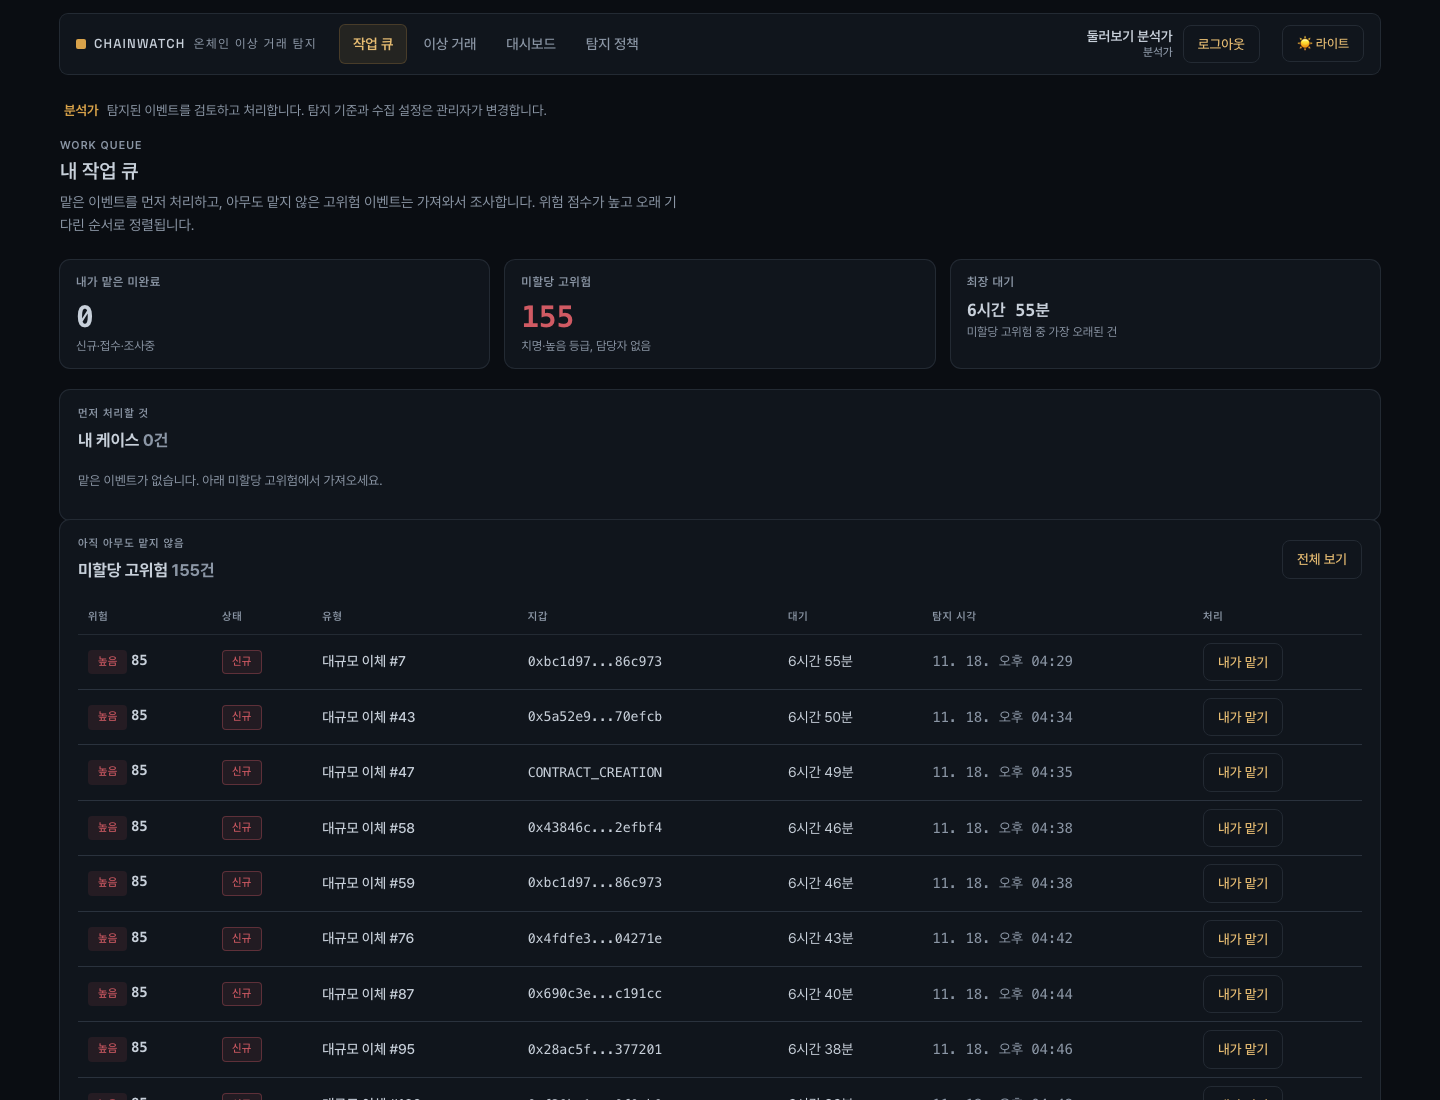 CHAINWATCH 온체인 이상 거래 탐지 작업 큐 이상 거래 대시보드 탐지 정책 둘러보기 분석가 분석가 로그아웃 ☀️ 라이트
분석가 탐지된 이벤트를 검토하고 처리합니다. 탐지 기준과 수집 설정은 관리자가 변경합니다.
WORK QUEUE
내 작업 큐
맡은 이벤트를 먼저 처리하고, 아무도 맡지 않은 고위험 이벤트는 가져와서 조사합니다. 위험 점수가 높고 오래 기
다린 순서로 정렬됩니다.
내가 맡은 미완료
0
신규·접수·조사중
미할당 고위험
155
치명·높음 등급, 담당자 없음
최장 대기
6시간 55분
미할당 고위험 중 가장 오래된 건
먼저 처리할 것
내 케이스 0건
맡은 이벤트가 없습니다. 아래 미할당 고위험에서 가져오세요.
아직 아무도 맡지 않음
미할당 고위험 155건
전체 보기
위험 상태 유형 지갑 대기 탐지 시각 처리
높음 85 신규 대규모 이체 #7 0xbc1d97...86c973 6시간 55분 11. 18. 오후 04:29 내가 맡기
높음 85 신규 대규모 이체 #43 0x5a52e9...70efcb 6시간 50분 11. 18. 오후 04:34 내가 맡기
높음 85 신규 대규모 이체 #47 CONTRACT_CREATION 6시간 49분 11. 18. 오후 04:35 내가 맡기
높음 85 신규 대규모 이체 #58 0x43846c...2efbf4 6시간 46분 11. 18. 오후 04:38 내가 맡기
높음 85 신규 대규모 이체 #59 0xbc1d97...86c973 6시간 46분 11. 18. 오후 04:38 내가 맡기
높음 85 신규 대규모 이체 #76 0x4fdfe3...04271e 6시간 43분 11. 18. 오후 04:42 내가 맡기
높음 85 신규 대규모 이체 #87 0x690c3e...c191cc 6시간 40분 11. 18. 오후 04:44 내가 맡기
높음 85 신규 대규모 이체 #95 0x28ac5f...377201 6시간 38분 11. 18. 오후 04:46 내가 맡기